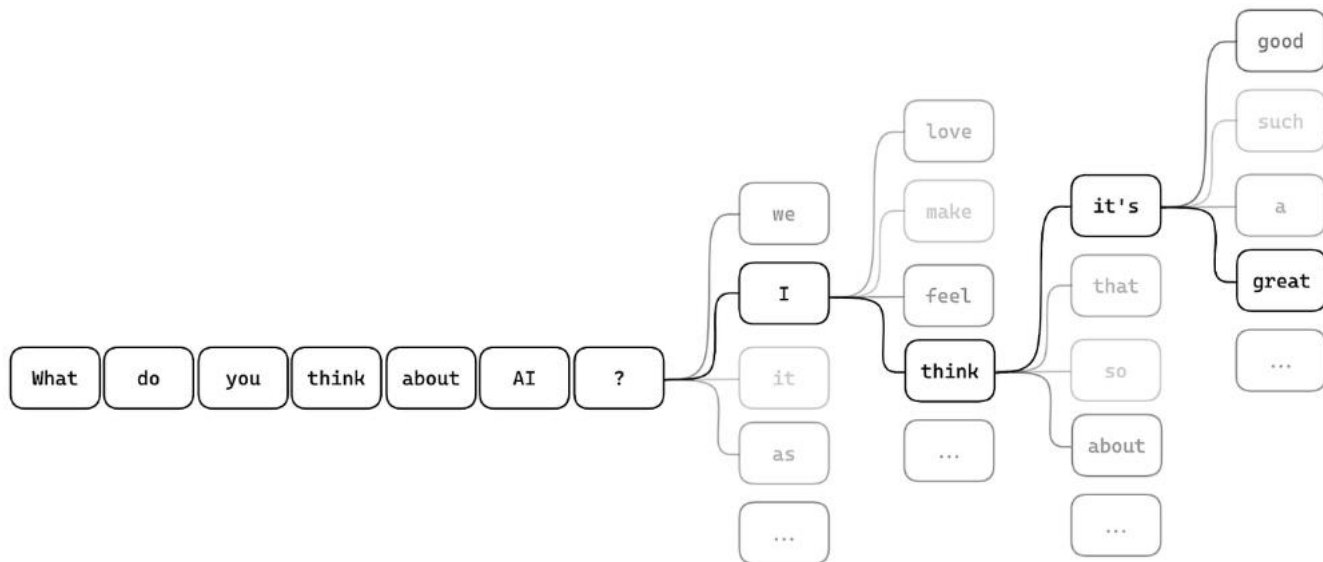 What do you think about AI ?
we
I
it
as
...
love
make
feel
think
...
it's
that
so
about
...
good
such
a
great
...